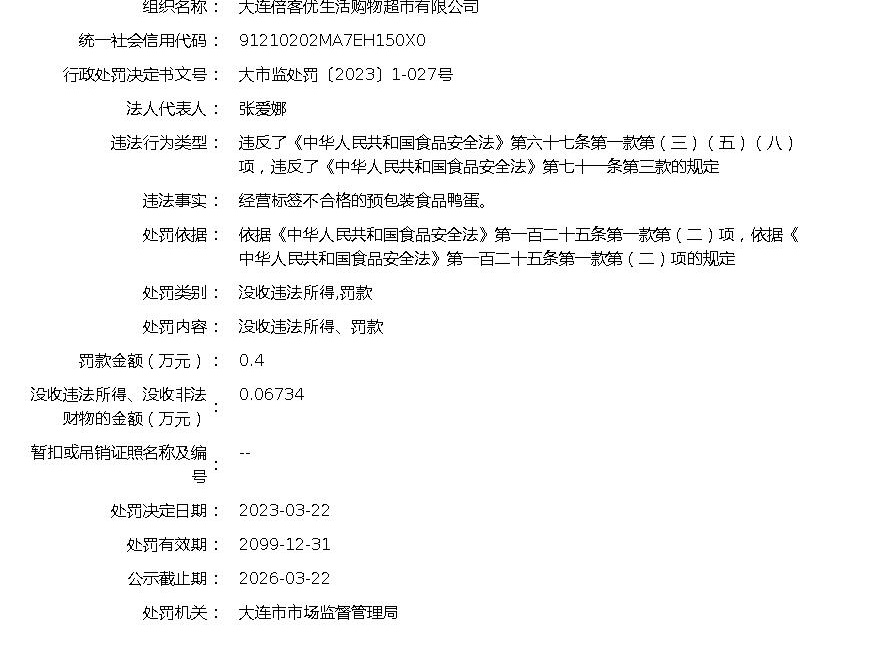 组织名称： 大连倍客优生活购物超市有限公司
统一社会信用代码： 91210202MA7EH150X0
行政处罚决定书文号： 大市监处罚〔2023〕1-027号
法人代表人： 张爱娜
违法行为类型： 违反了《中华人民共和国食品安全法》第六十七条第一款第（三）（五）（八）
项，违反了《中华人民共和国食品安全法》第七十一条第三款的规定
违法事实： 经营标签不合格的预包装食品鸭蛋。
处罚依据： 依据《中华人民共和国食品安全法》第一百二十五条第一款第（二）项，依据《
中华人民共和国食品安全法》第一百二十五条第一款第（二）项的规定
处罚类别： 没收违法所得,罚款
处罚内容： 没收违法所得、罚款
罚款金额（万元）： 0.4
没收违法所得、没收非法
财物的金额（万元）： 0.06734
暂扣或吊销证照名称及编
号： --
处罚决定日期： 2023-03-22
处罚有效期： 2099-12-31
公示截止期： 2026-03-22
处罚机关： 大连市市场监督管理局